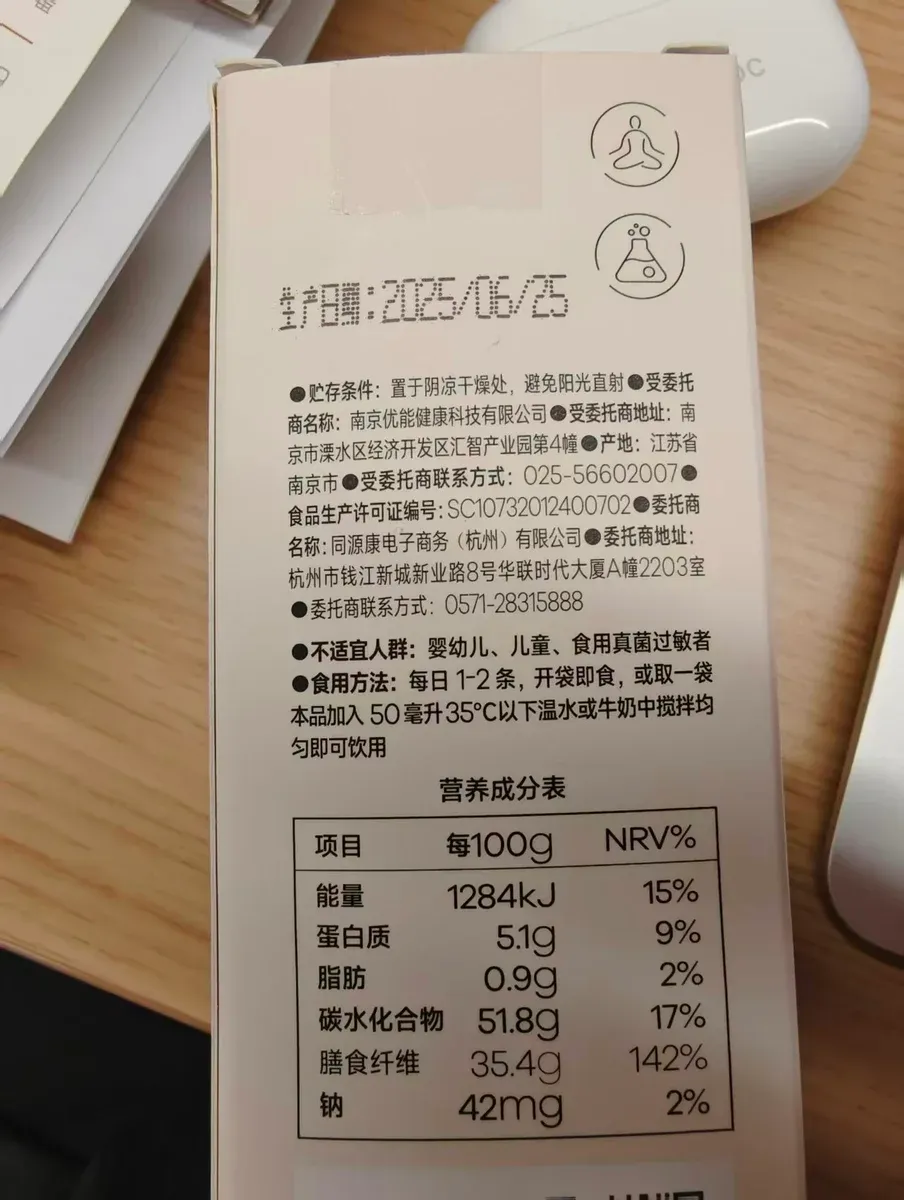 生产日期:2025/06/25
●贮存条件：置于阴凉干燥处，避免阳光直射●受委托
商名称：南京优能健康科技有限公司●受委托商地址：南
京市溧水区经济开发区汇智产业园第4幢●产地：江苏省
南京市●受委托商联系方式：025-56602007●
食品生产许可证编号：SC10732012400702●委托商
名称：同源康电子商务（杭州）有限公司●委托商地址：
杭州市钱江新城新业路8号华联时代大厦A幢2203室
●委托商联系方式：0571-28315888
●不适宜人群：婴幼儿、儿童、食用真菌过敏者
●食用方法：每日1-2条，开袋即食，或取一袋
本品加入50毫升35℃以下温水或牛奶中搅拌均
匀即可饮用
营养成分表
项目 每100g NRV%
能量 1284kJ 15%
蛋白质 5.1g 9%
脂肪 0.9g 2%
碳水化合物 51.8g 17%
膳食纤维 35.4g 142%
钠 42mg 2%